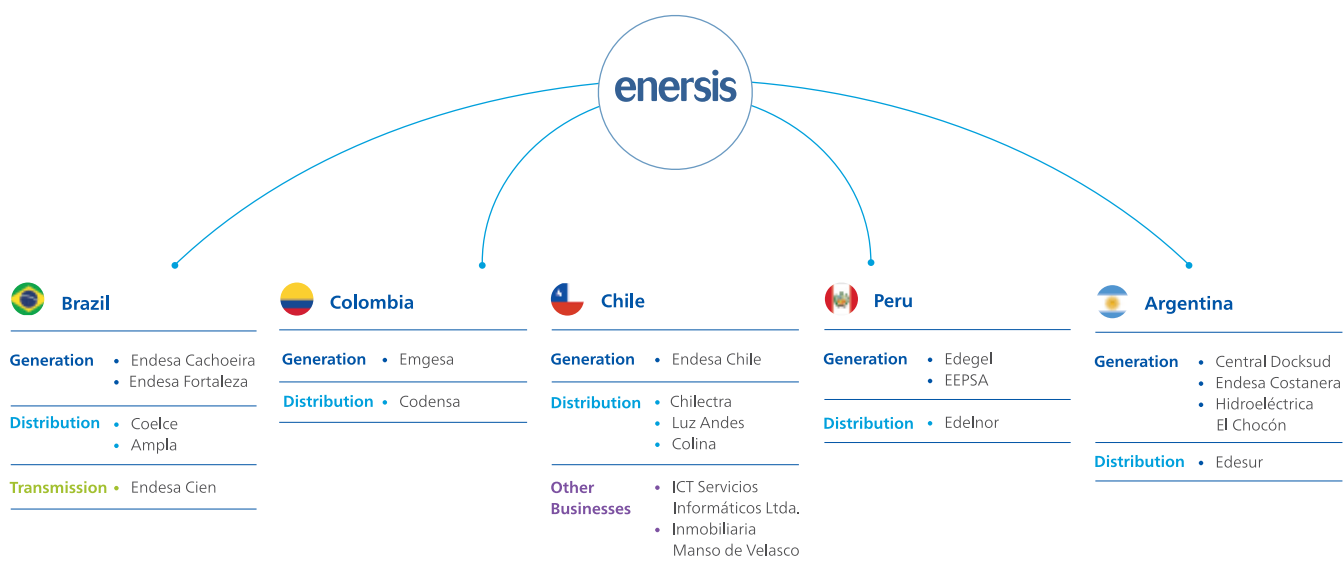 enersis
Brazil
Generation • Endesa Cachoeira
• Endesa Fortaleza
Distribution • Coelce
• Ampla
Transmission • Endesa Cien
Colombia
Generation • Emgesa
Distribution • Codensa
Chile
Generation • Endesa Chile
Distribution • Chilectra
• Luz Andes
• Colina
Other • ICT Servicios
Businesses Informáticos Ltda.
• Inmobiliaria
Manso de Velasco
Peru
Generation • Edegel
• EEPSA
Distribution • Edelnor
Argentina
Generation • Central Docksud
• Endesa Costanera
• Hidroeléctrica
El Chocón
Distribution • Edesur